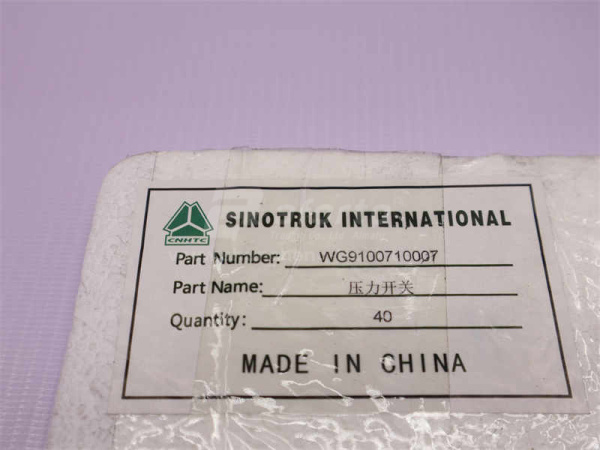 SINOTRUK INTERNATIONAL
CNHTC
Part Number: WG9100710007
Part Name: 压力开关
Quantity: 40
MADE IN CHINA